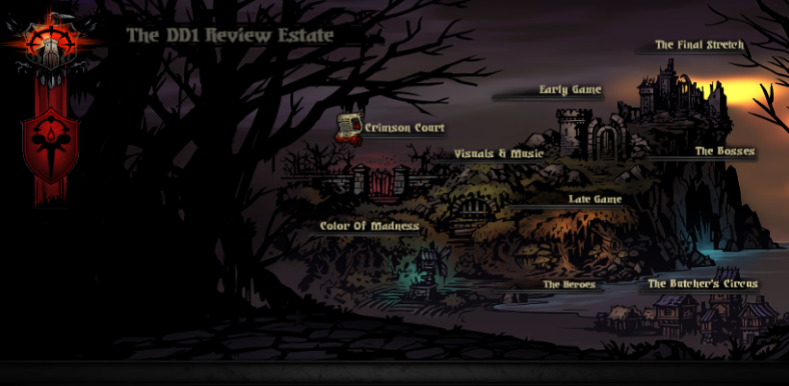 The DD1 Review Estate
The Final Stretch
Early Game
Crimson Court
Visuals & Music
The Bosses
Late Game
Color Of Madness
The Heroes
The Butcher's Circus